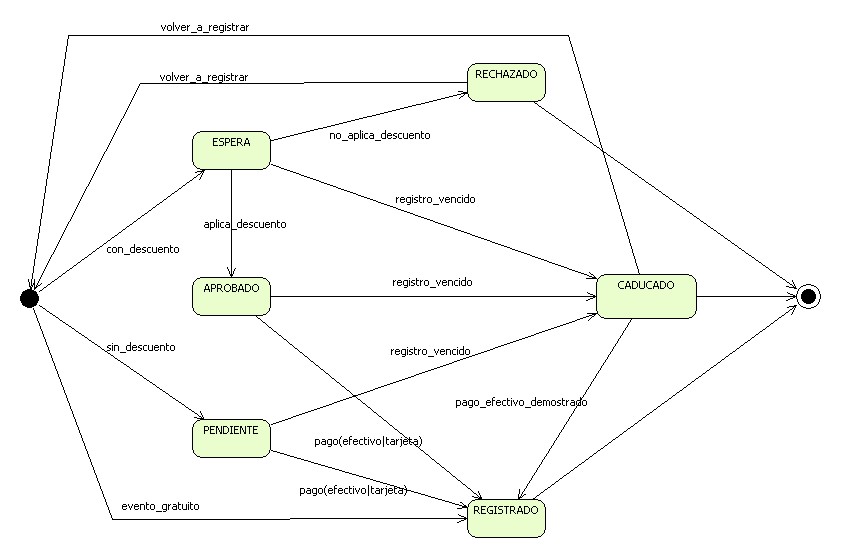 volver_a_registrar
volver_a_registrar
RECHAZADO
no_aplica_descuento
ESPERA
registro_vencido
aplica_descuento
con_descuento
APROBADO
registro_vencido
CADUCADO
sin_descuento
registro_vencido
pago_efectivo_demostrado
PENDIENTE
pago(efectivo|tarjeta)
pago(efectivo|tarjeta)
evento_gratuito
REGISTRADO